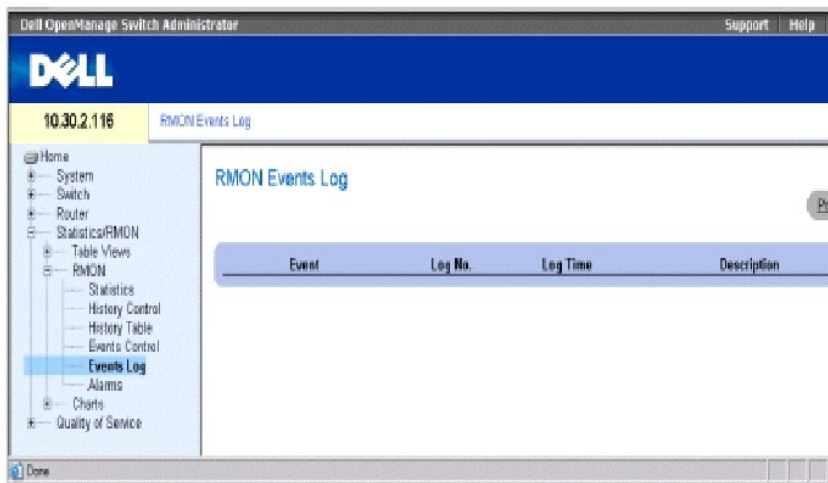 Dell OpenManage Switch Administrator
Support Help
DELL
10.30.2.116
RMON Events Log
Home
System
Switch
Router
Statistics/RMON
Table Views
RMON
Statistics
History Control
History Table
Events Control
Events Log
Alarms
Charts
Quality of Service
RMON Events Log
Event Log No. Log Time Description
Done